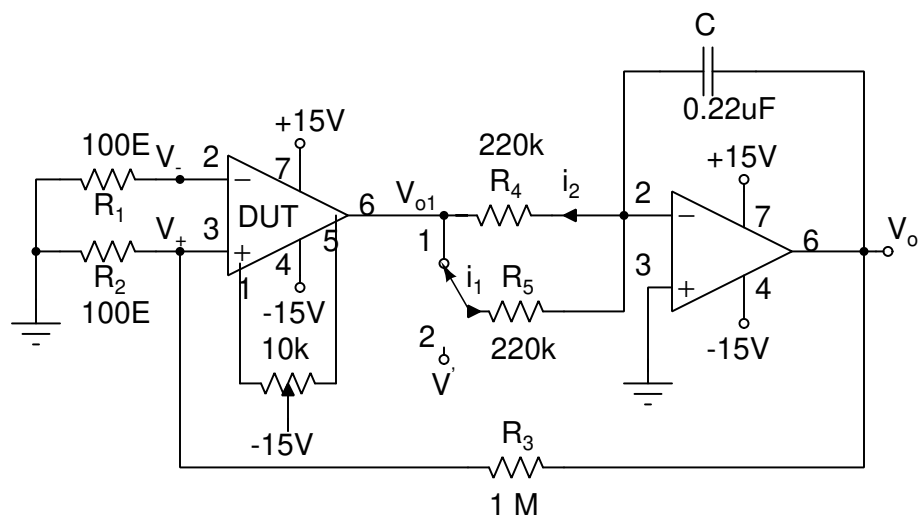 C
0.22uF
+15V
100E
V-
2
7
R1
DUT
V+
3
R2
100E
1
4
5
6
-15V
10k
-15V
Vo1
220k
R4
i2
1
i1
R5
2
220k
V'
+15V
2
7
3
6
4
-15V
Vo
R3
1 M